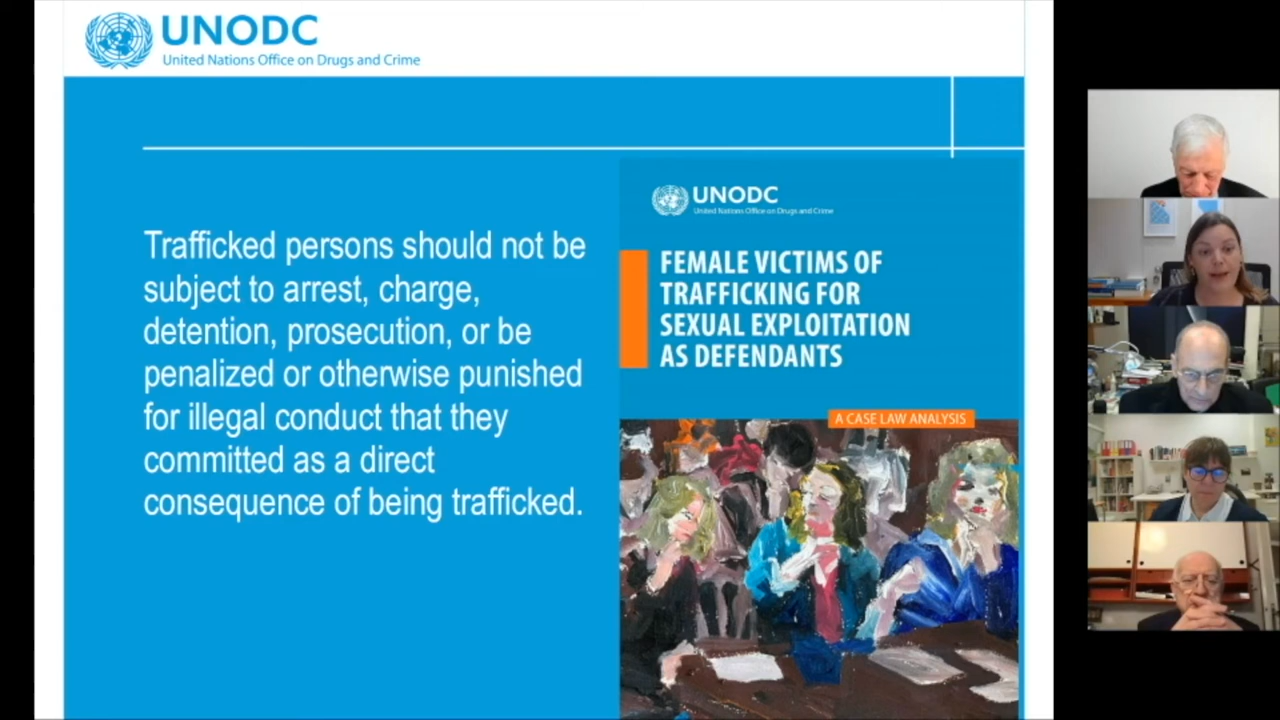 UNODC
United Nations Office on Drugs and Crime
Trafficked persons should not be
subject to arrest, charge,
detention, prosecution, or be
penalized or otherwise punished
for illegal conduct that they
committed as a direct
consequence of being trafficked.
UNODC
United Nations Office on Drugs and Crime
FEMALE VICTIMS OF
TRAFFICKING FOR
SEXUAL EXPLOITATION
AS DEFENDANTS
A CASE LAW ANALYSIS